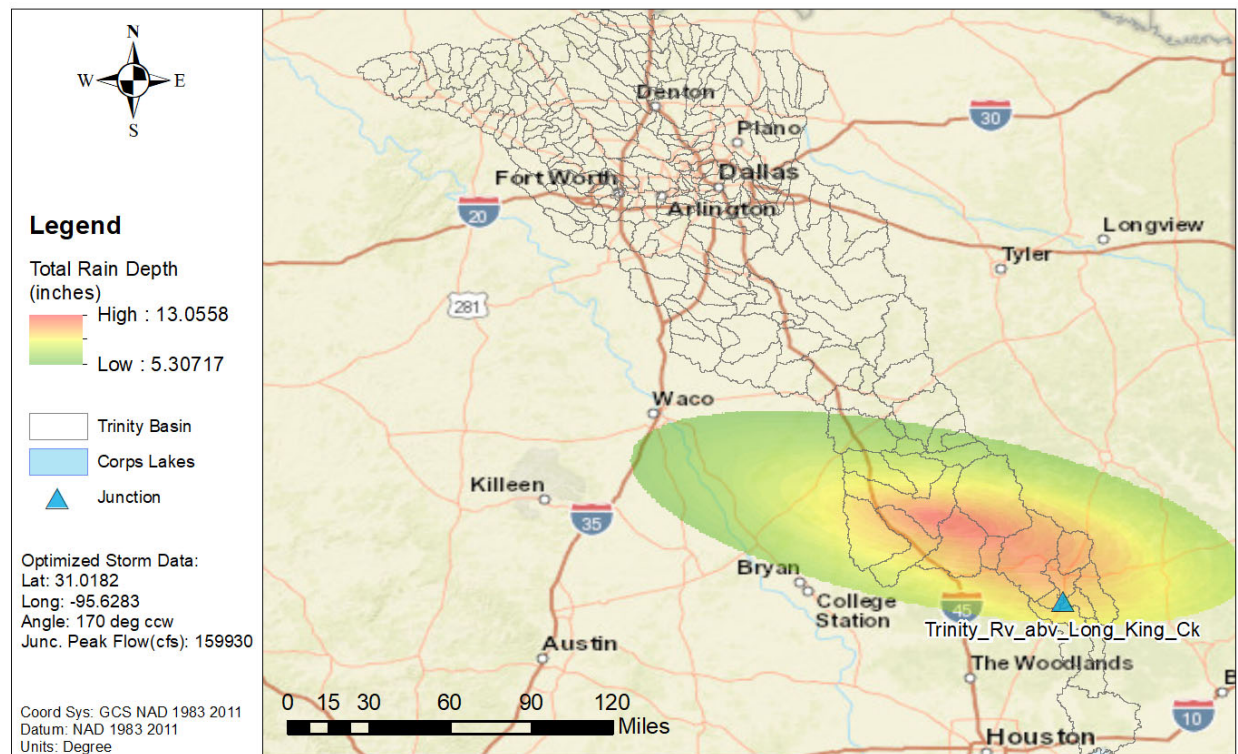 N
W E
S
Legend
Total Rain Depth
(inches)
High : 13.0558
Low : 5.30717
Trinity Basin
Corps Lakes
Junction
Optimized Storm Data:
Lat: 31.0182
Long: -95.6283
Angle: 170 deg ccw
Junc. Peak Flow(cfs): 159930
Coord Sys: GCS NAD 1983 2011
Datum: NAD 1983 2011
Units: Degree
Denton
30
Plano
Fort Worth
Dallas
20
Arlington
Longview
Tyler
281
Waco
Killeen
35
Bryan
College
Station
45
Trinity_Rv_abv_Long_King_Ck
Austin
The Woodlands
B
10
Houston
0 15 30 60 90 120
Miles